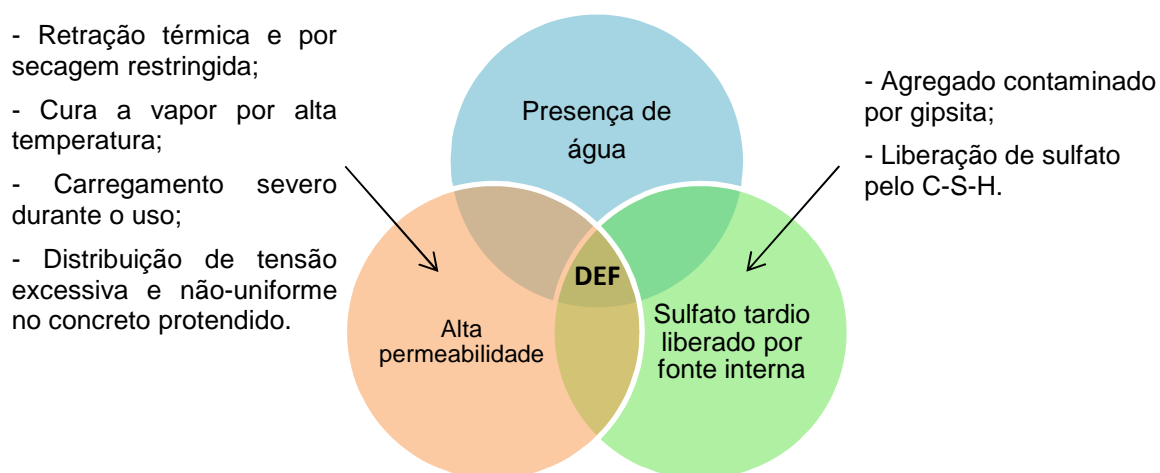 - Retração térmica e por
secagem restringida;
- Cura a vapor por alta
temperatura;
- Carregamento severo
durante o uso;
- Distribuição de tensão
excessiva e não-uniforme
no concreto protendido.
Presença de
água
- Agregado contaminado
por gipsita;
- Liberação de sulfato
pelo C-S-H.
DEF
Alta
permeabilidade
Sulfato tardio
liberado por
fonte interna